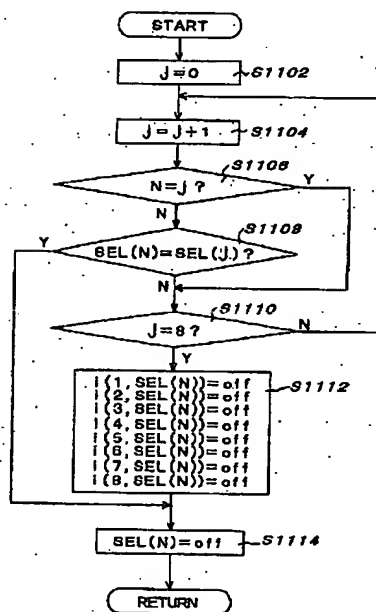 START
j=0
S1102
j=j+1
S1104
S1106
N=j?
Y
N
S1108
Y
SEL(N)=SEL(j)?
N
S1110
j=8?
N
Y
I(1,SEL(N))=off
I(2,SEL(N))=off
I(3,SEL(N))=off
I(4,SEL(N))=off
I(5,SEL(N))=off
I(6,SEL(N))=off
I(7,SEL(N))=off
I(8,SEL(N))=off
S1112
SEL(N)=off
S1114
RETURN